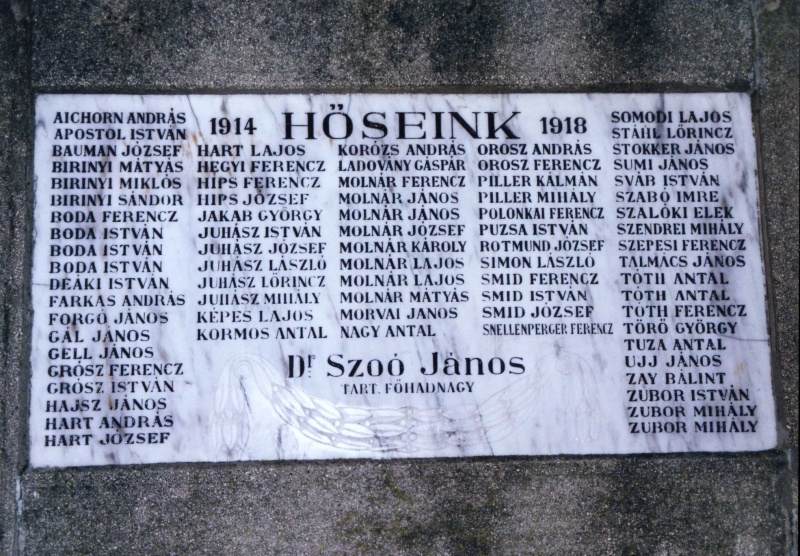 1914 HŐSEINK 1918
AICHORN ANDRÁS
APOSTOL ISTVÁN
BAUMAN JÓZSEF
BIRINYI MÁTYÁS
BIRINYI MIKLÓS
BIRINYI SÁNDOR
BODA FERENCZ
BODA ISTVÁN
BODA ISTVÁN
BODA ISTVÁN
DEÁKI ISTVÁN
FARKAS ANDRÁS
FORGÓ JÁNOS
GÁL JÁNOS
GELL JÁNOS
GRÓSZ FERENCZ
GRÓSZ ISTVÁN
HAJSZ JÁNOS
HART ANDRÁS
HART JÓZSEF
HART LAJOS
HEGYI FERENCZ
HIPS FERENCZ
HIPS JÓZSEF
JAKAB GYÖRGY
JUHÁSZ ISTVÁN
JUHÁSZ JÓZSEF
JUHÁSZ LÁSZLÓ
JUHÁSZ LŐRINCZ
JUHÁSZ MIHÁLY
KÉPES LAJOS
KORMOS ANTAL
KORÓZS ANDRÁS
LADOVÁNY GÁSPÁR
MOLNÁR FERENCZ
MOLNÁR JÁNOS
MOLNÁR JÁNOS
MOLNÁR JÓZSEF
MOLNÁR KÁROLY
MOLNÁR LAJOS
MOLNÁR LAJOS
MOLNÁR MÁTYÁS
MORVAI JÁNOS
NAGY ANTAL
OROSZ ANDRÁS
OROSZ FERENCZ
PILLER KÁLMÁN
PILLER MIHÁLY
POLONKAI FERENCZ
PUZSA ISTVÁN
ROTMUND JÓZSEF
SIMON LÁSZLÓ
SMID FERENCZ
SMID ISTVÁN
SMID JÓZSEF
SNELLENPERGER FERENCZ
SOMODI LAJOS
STÁHL LŐRINCZ
STOKKER JÁNOS
SUMI JÁNOS
SVÁB ISTVÁN
SZABÓ IMRE
SZALÓKI ELEK
SZENDREI MIHÁLY
SZEPESI FERENCZ
TALMÁCS JÁNOS
TÓTH ANTAL
TÓTH ANTAL
TÓTH FERENCZ
TÖRŐ GYÖRGY
TUZA ANTAL
UJJ JÁNOS
ZAY BÁLINT
ZUBOR ISTVÁN
ZUBOR MIHÁLY
ZUBOR MIHÁLY
Dr Szoó János
TART. FŐHADNAGY